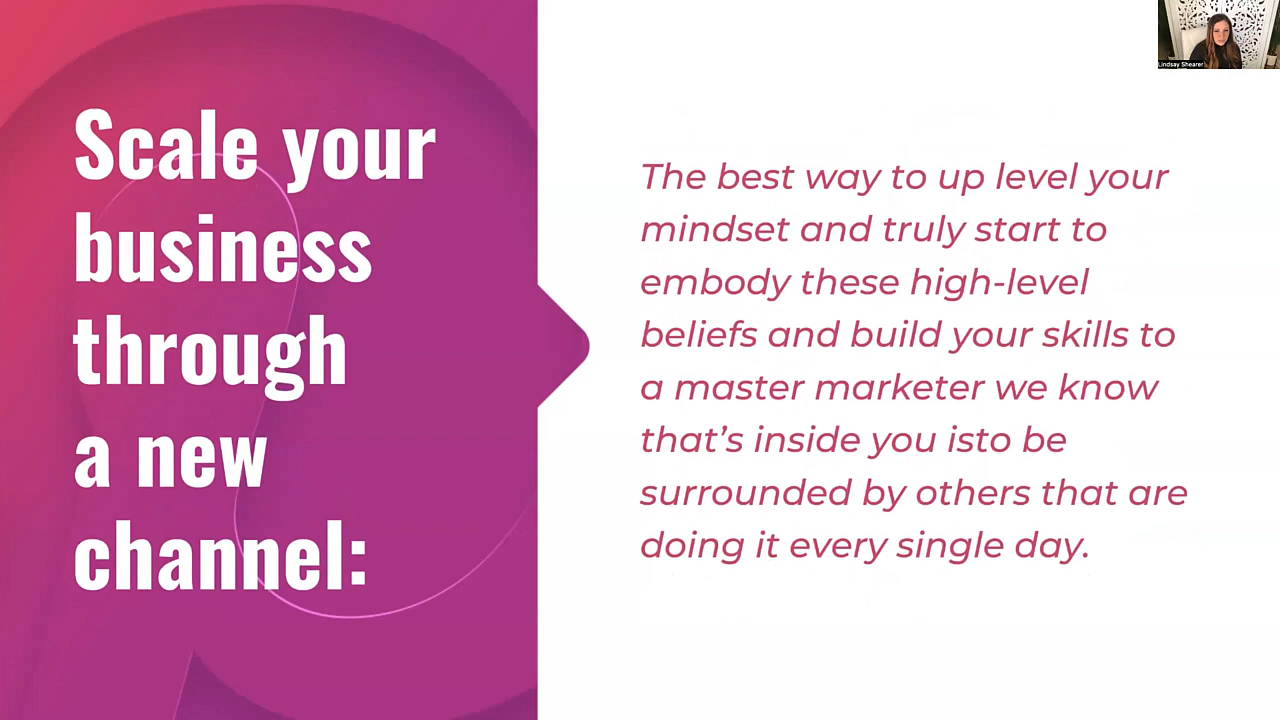 Scale your
business
through
a new
channel:
The best way to up level your
mindset and truly start to
embody these high-level
beliefs and build your skills to
a master marketer we know
that's inside you isto be
surrounded by others that are
doing it every single day.
Lindsay Shearer